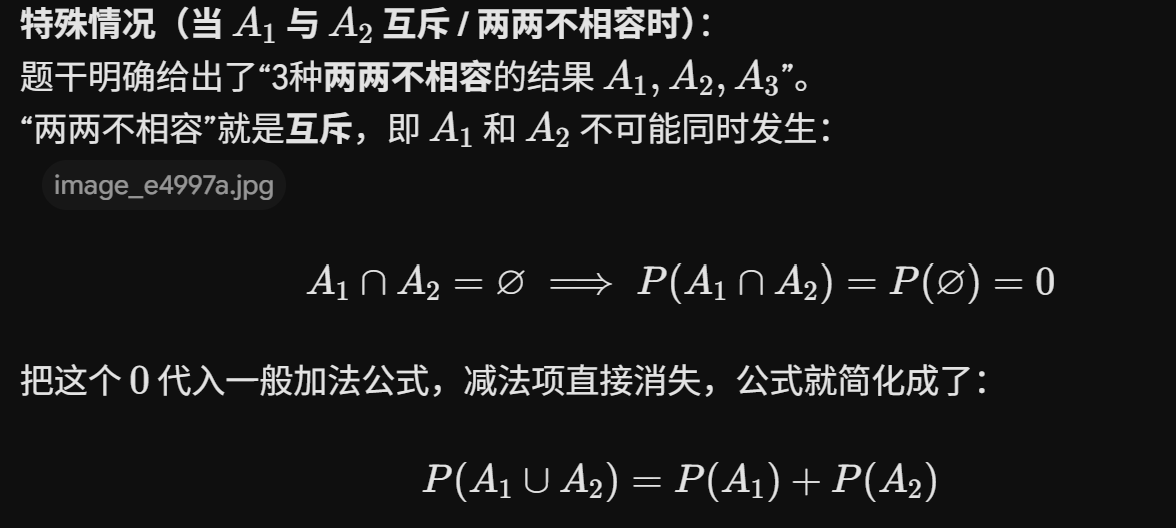 特殊情况（当 A₁ 与 A₂ 互斥 / 两两不相容时）：
题干明确给出了“3种两两不相容的结果 A₁, A₂, A₃”。
“两两不相容”就是互斥，即 A₁ 和 A₂ 不可能同时发生：
image_e4997a.jpg
A₁ ∩ A₂ = ∅ ⟹ P(A₁ ∩ A₂) = P(∅) = 0
把这个 0 代入一般加法公式，减法项直接消失，公式就简化成了：
P(A₁ ∪ A₂) = P(A₁) + P(A₂)